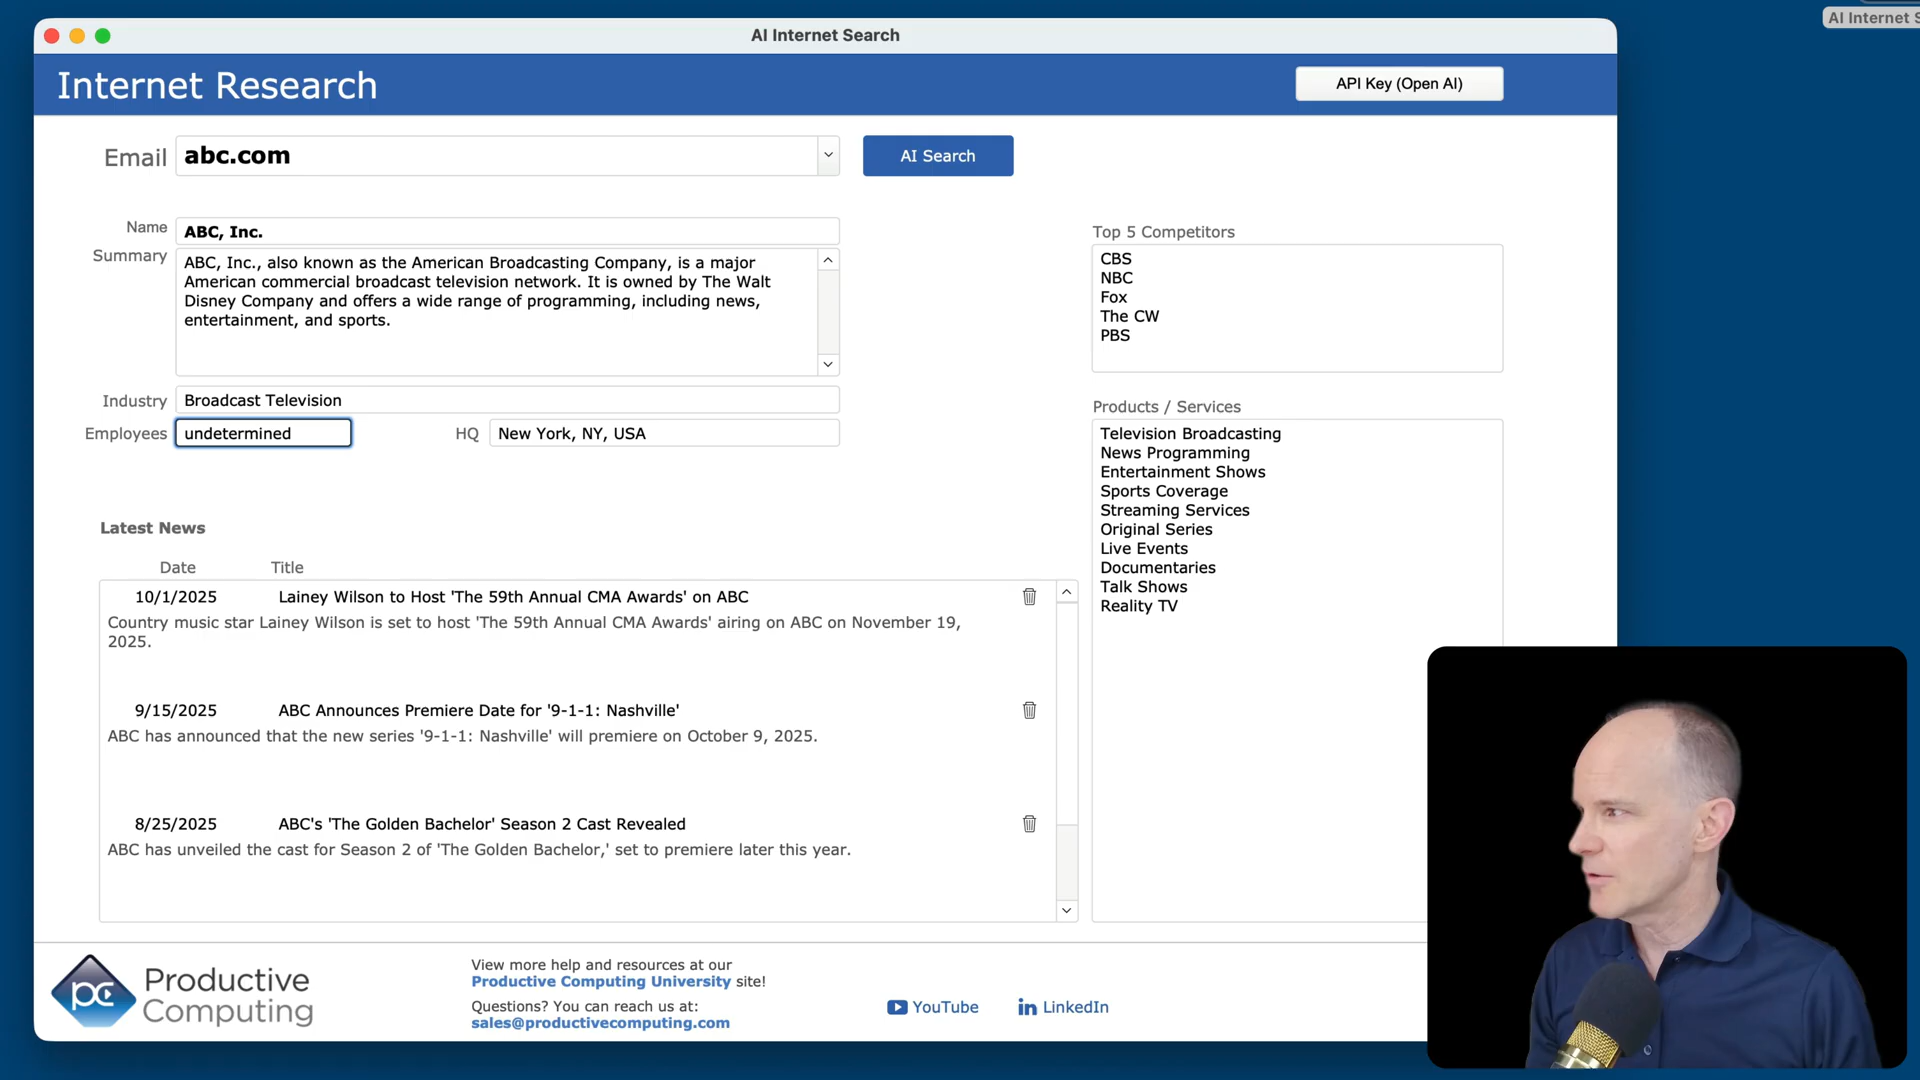 AI Internet Search
AI Internet S
Internet Research
API Key (Open AI)
Email
abc.com
AI Search
Name
ABC, Inc.
Summary
ABC, Inc., also known as the American Broadcasting Company, is a major
American commercial broadcast television network. It is owned by The Walt
Disney Company and offers a wide range of programming, including news,
entertainment, and sports.
Industry
Broadcast Television
Employees
undetermined
HQ
New York, NY, USA
Top 5 Competitors
CBS
NBC
Fox
The CW
PBS
Products / Services
Television Broadcasting
News Programming
Entertainment Shows
Sports Coverage
Streaming Services
Original Series
Live Events
Documentaries
Talk Shows
Reality TV
Latest News
Date
Title
10/1/2025
Lainey Wilson to Host 'The 59th Annual CMA Awards' on ABC
Country music star Lainey Wilson is set to host 'The 59th Annual CMA Awards' airing on ABC on November 19,
2025.
9/15/2025
ABC Announces Premiere Date for '9-1-1: Nashville'
ABC has announced that the new series '9-1-1: Nashville' will premiere on October 9, 2025.
8/25/2025
ABC's 'The Golden Bachelor' Season 2 Cast Revealed
ABC has unveiled the cast for Season 2 of 'The Golden Bachelor,' set to premiere later this year.
pc
Productive
Computing
View more help and resources at our
Productive Computing University site!
Questions? You can reach us at:
sales@productivecomputing.com
YouTube
in LinkedIn